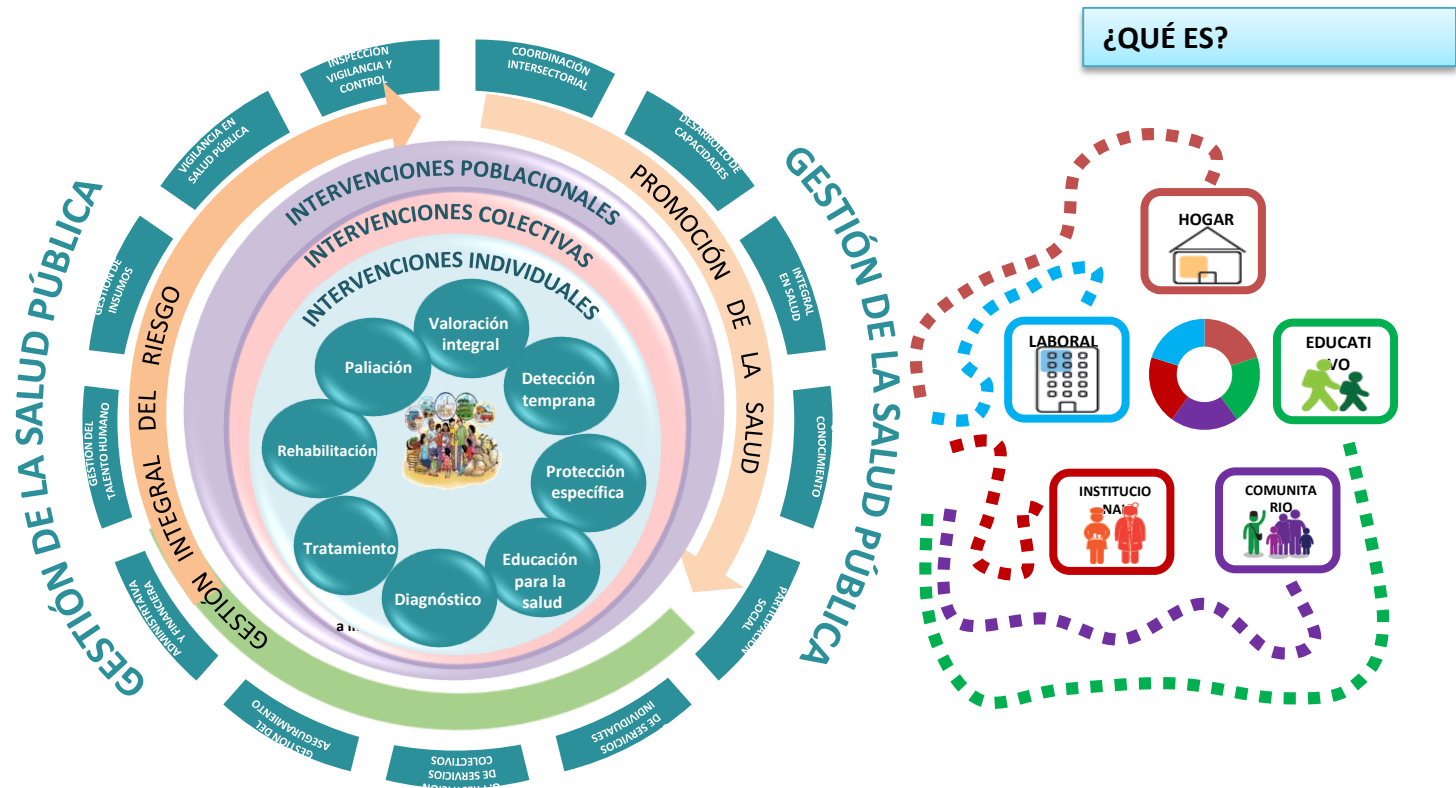 ¿QUÉ ES?
INSPECCIÓN
VIGILANCIA Y
CONTROL
COORDINACIÓN
INTERSECTORIAL
DESARROLLO DE
CAPACIDADES
INTEGRAL
EN SALUD
CONOCIMIENTO
PARTICIPACIÓN
SOCIAL
DE SERVICIOS
INDIVIDUALES
DE SERVICIOS
COLECTIVOS
GESTIÓN DEL
ASEGURAMIENTO
ADMINISTRATAIVA
Y FINANCIERA
GESTIÓN DEL
TALENTO HUMANO
GESTIÓN DE
INSUMOS
VIGILANCIA EN
SALUD PÚBLICA
GESTIÓN DE LA SALUD PÚBLICA
GESTIÓN DE LA SALUD PÚBLICA
GESTIÓN INTEGRAL DEL RIESGO
PROMOCIÓN DE LA SALUD
INTERVENCIONES POBLACIONALES
INTERVENCIONES COLECTIVAS
INTERVENCIONES INDIVIDUALES
Valoración
integral
Detección
temprana
Protección
específica
Educación
para la
salud
Diagnóstico
Tratamiento
Rehabilitación
Paliación
HOGAR
LABORAL
EDUCATI
VO
INSTITUCIO
NAL
COMUNITA
RIO